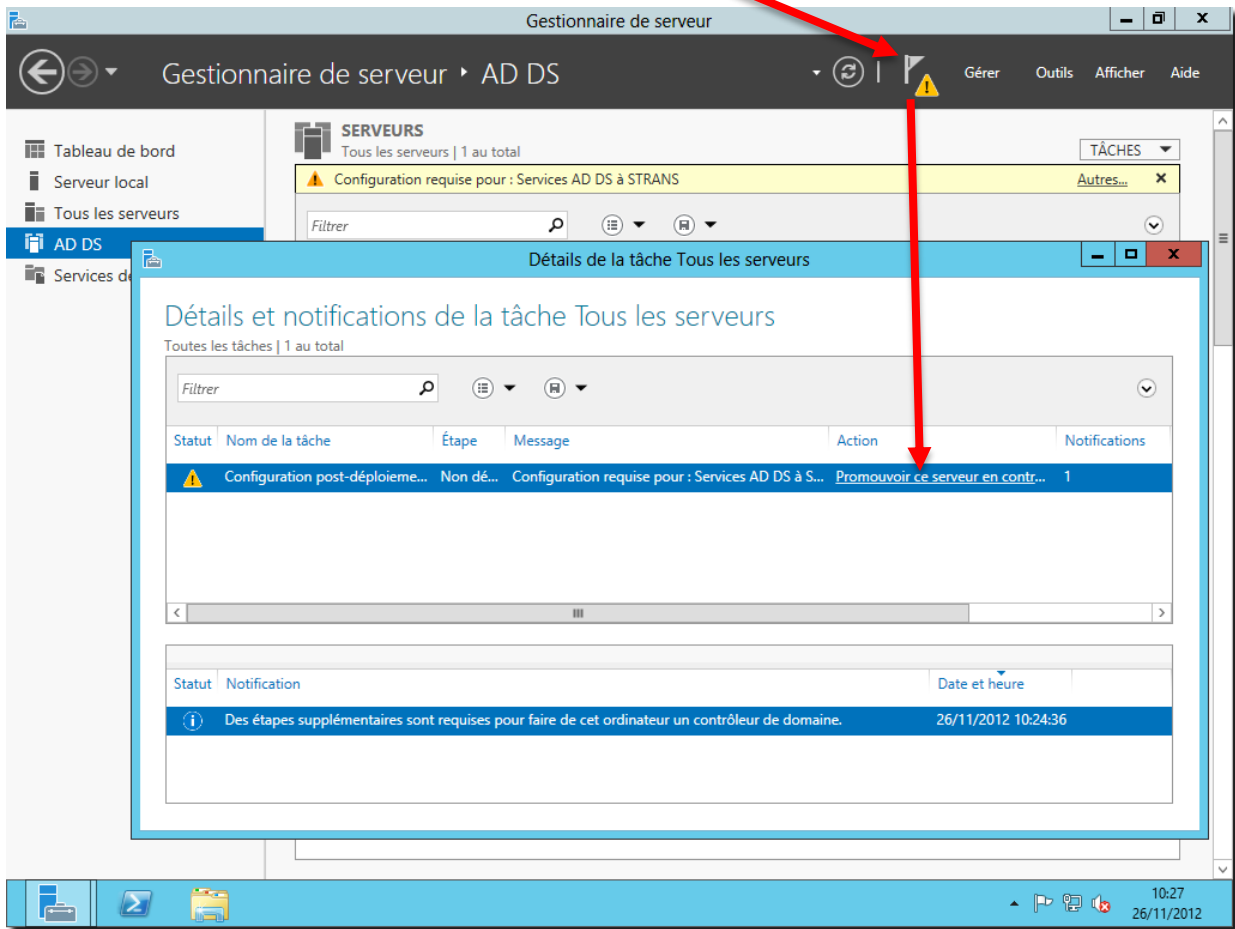 Gestionnaire de serveur
Gestionnaire de serveur ‣ AD DS
Gérer Outils Afficher Aide
Tableau de bord
Serveur local
Tous les serveurs
AD DS
Services de
SERVEURS
Tous les serveurs | 1 au total
TÂCHES
Configuration requise pour : Services AD DS à STRANS
Autres...
Filtrer
Détails de la tâche Tous les serveurs
Détails et notifications de la tâche Tous les serveurs
Toutes les tâches | 1 au total
Filtrer
Statut Nom de la tâche Étape Message Action Notifications
Configuration post-déploieme... Non dé... Configuration requise pour : Services AD DS à S... Promouvoir ce serveur en contr... 1
Statut Notification Date et heure
Des étapes supplémentaires sont requises pour faire de cet ordinateur un contrôleur de domaine. 26/11/2012 10:24:36
10:27
26/11/2012